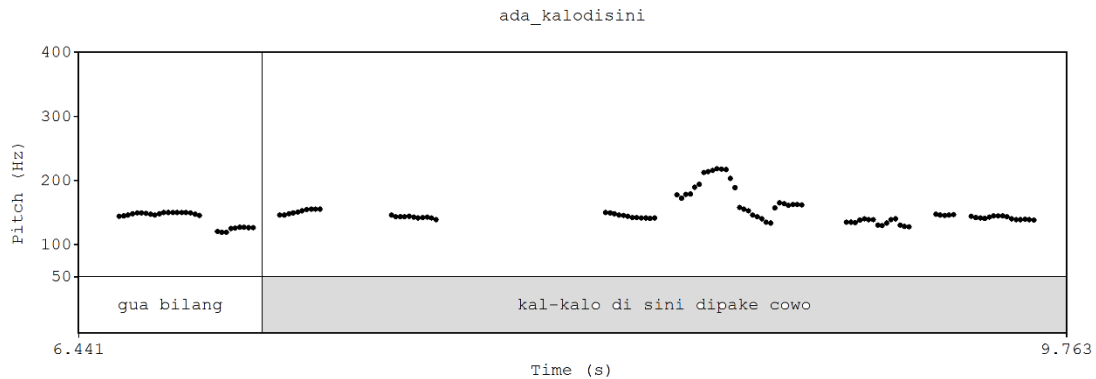 ada_kalodisini
400
300
200
100
50
Pitch (Hz)
gua bilang
kal-kalo di sini dipake cowo
6.441
9.763
Time (s)